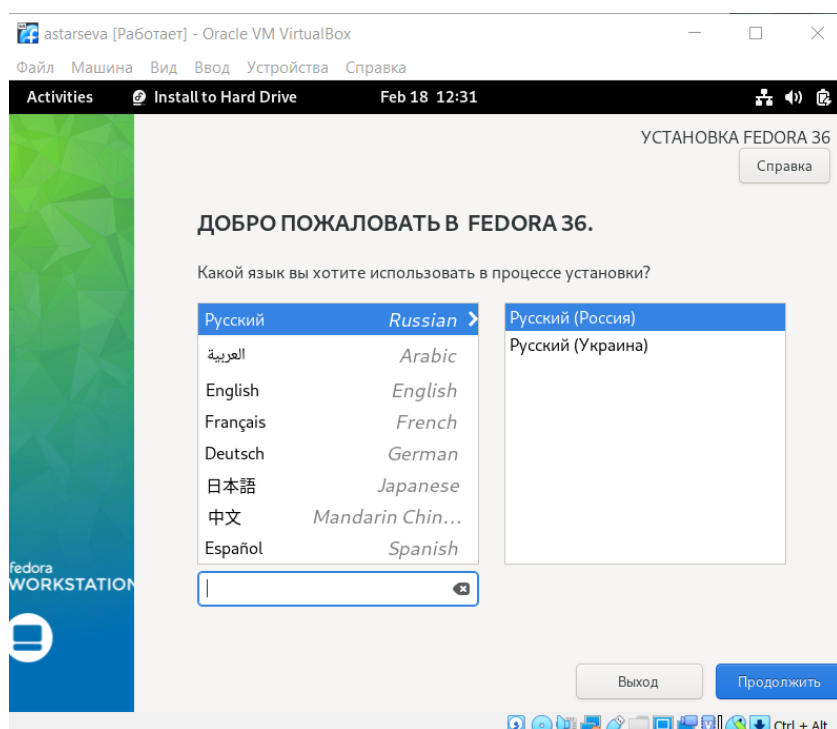 astarseva [Работает] - Oracle VM VirtualBox
Файл Машина Вид Ввод Устройства Справка
Activities Install to Hard Drive Feb 18 12:31
УСТАНОВКА FEDORA 36
Справка
ДОБРО ПОЖАЛОВАТЬ В FEDORA 36.
Какой язык вы хотите использовать в процессе установки?
Русский Russian Русский (Россия)
العربية Arabic Русский (Украина)
English English
Français French
Deutsch German
日本語 Japanese
中文 Mandarin Chin...
Español Spanish
fedora
WORKSTATION
Выход Продолжить
Ctrl + Alt